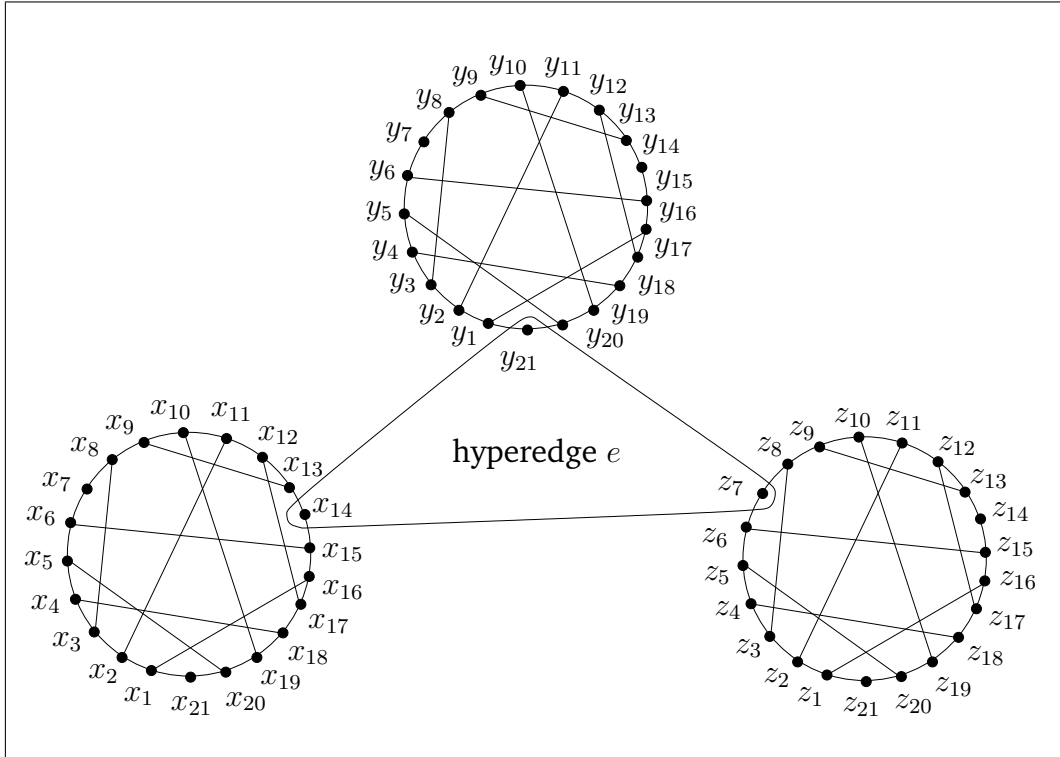 y₁₀ y₁₁
y₉ y₁₂
y₈ y₁₃
y₇ y₁₄
y₆ y₁₅
y₅ y₁₆
y₄ y₁₇
y₃ y₁₈
y₂ y₁₉
y₁ y₂₀
y₂₁
hyperedge e
x₁₀ x₁₁
x₉ x₁₂
x₈ x₁₃
x₇ x₁₄
x₆ x₁₅
x₅ x₁₆
x₄ x₁₇
x₃ x₁₈
x₂ x₁₉
x₁ x₂₁ x₂₀
z₁₀ z₁₁
z₉ z₁₂
z₈ z₁₃
z₇ z₁₄
z₆ z₁₅
z₅ z₁₆
z₄ z₁₇
z₃ z₁₈
z₂ z₁₉
z₁ z₂₁ z₂₀